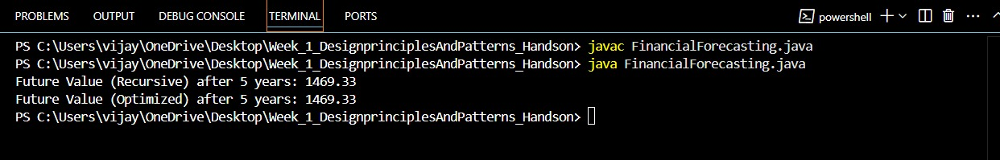 PROBLEMS OUTPUT DEBUG CONSOLE TERMINAL PORTS powershell
PS C:\Users\vijay\OneDrive\Desktop\Week_1_DesignprinciplesAndPatterns_Handson> javac FinancialForecasting.java
PS C:\Users\vijay\OneDrive\Desktop\Week_1_DesignprinciplesAndPatterns_Handson> java FinancialForecasting.java
Future Value (Recursive) after 5 years: 1469.33
Future Value (Optimized) after 5 years: 1469.33
PS C:\Users\vijay\OneDrive\Desktop\Week_1_DesignprinciplesAndPatterns_Handson>